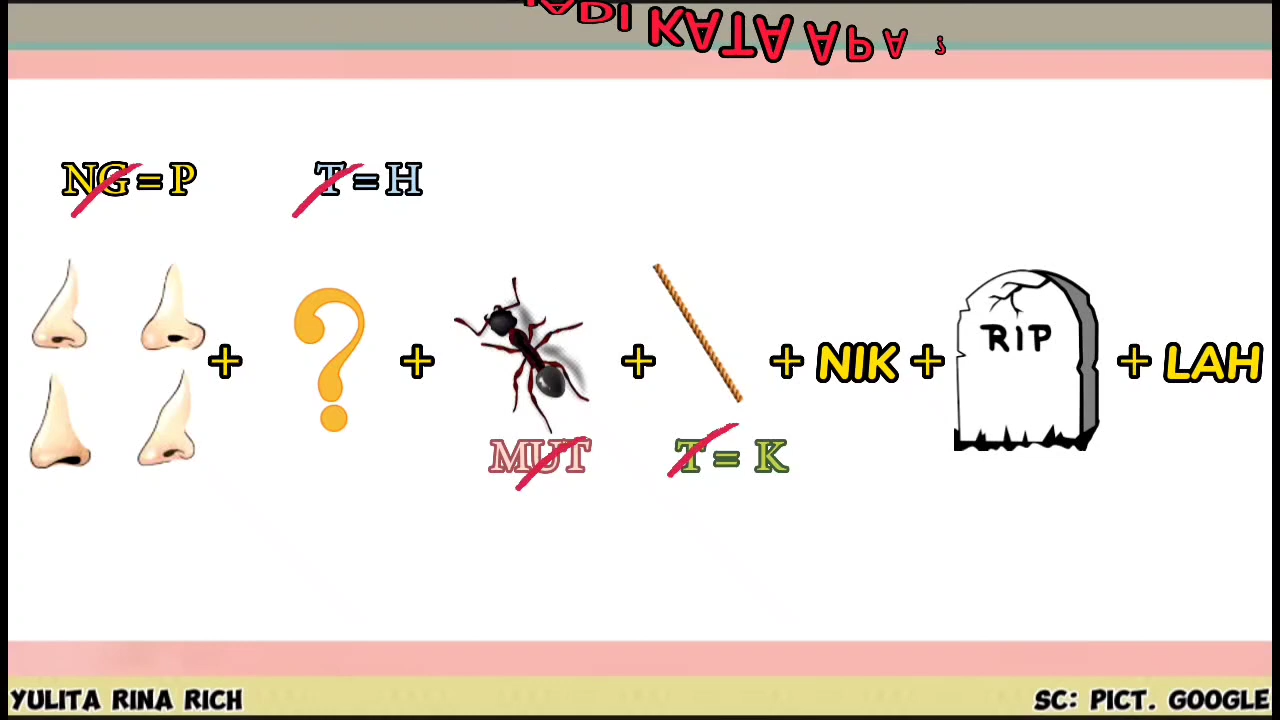 KATA APA ?
NG = P
T = H
RIP
+ + + + NIK + + LAH
MUT
T = K
YULITA RINA RICH
SC: PICT. GOOGLE